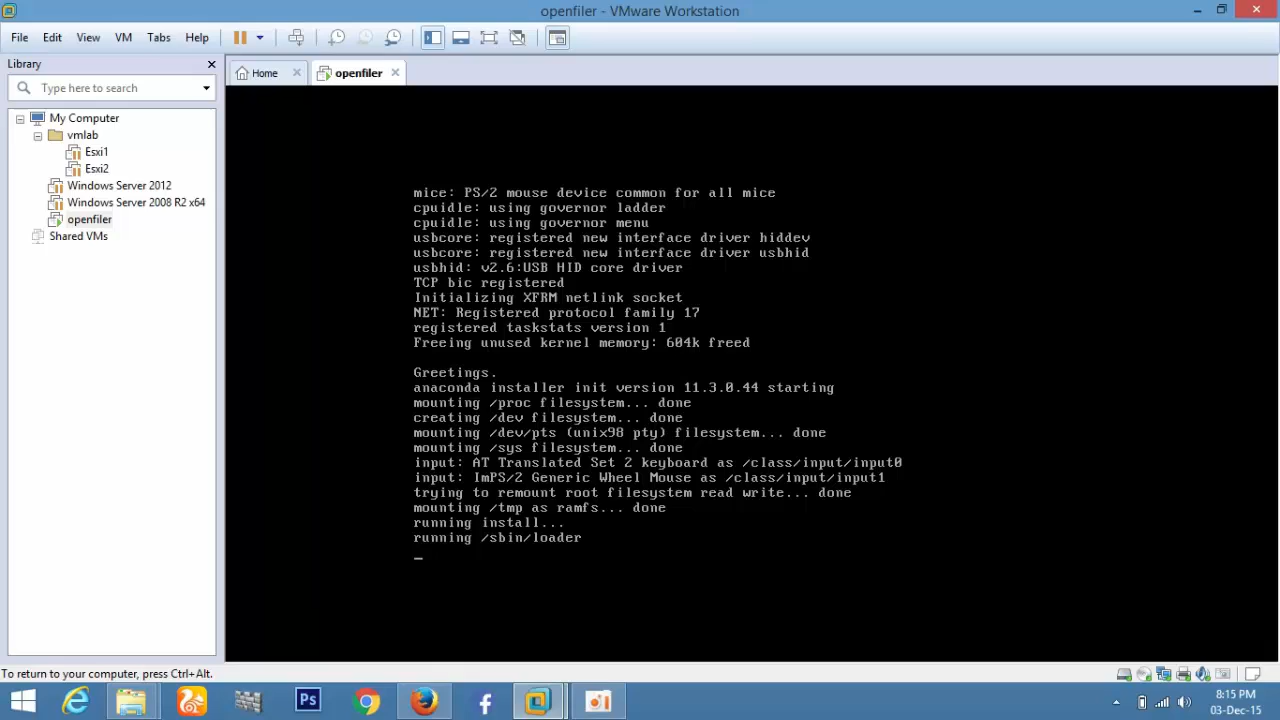 openfiler - VMware Workstation
File Edit View VM Tabs Help
Library
Home
openfiler
Type here to search
My Computer
vmlab
Esxi1
Esxi2
Windows Server 2012
Windows Server 2008 R2 x64
openfiler
Shared VMs
mice: PS/2 mouse device common for all mice
cpuidle: using governor ladder
cpuidle: using governor menu
usbcore: registered new interface driver hiddev
usbcore: registered new interface driver usbhid
usbhid: v2.6:USB HID core driver
TCP bic registered
Initializing XFRM netlink socket
NET: Registered protocol family 17
registered taskstats version 1
Freeing unused kernel memory: 604k freed
Greetings.
anaconda installer init version 11.3.0.44 starting
mounting /proc filesystem... done
creating /dev filesystem... done
mounting /dev/pts (unix98 pty) filesystem... done
mounting /sys filesystem... done
input: AT Translated Set 2 keyboard as /class/input/input0
input: ImPS/2 Generic Wheel Mouse as /class/input/input1
trying to remount root filesystem read write... done
mounting /tmp as ramfs... done
running install...
running /sbin/loader
To return to your computer, press Ctrl+Alt.
Ps
8:15 PM
03-Dec-15